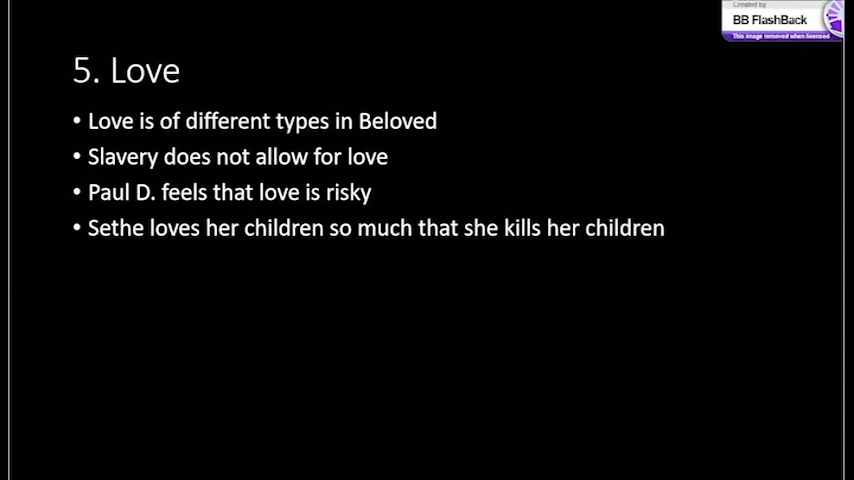 Created by
BB FlashBack
This image removed when licensed
5. Love
• Love is of different types in Beloved
• Slavery does not allow for love
• Paul D. feels that love is risky
• Sethe loves her children so much that she kills her children